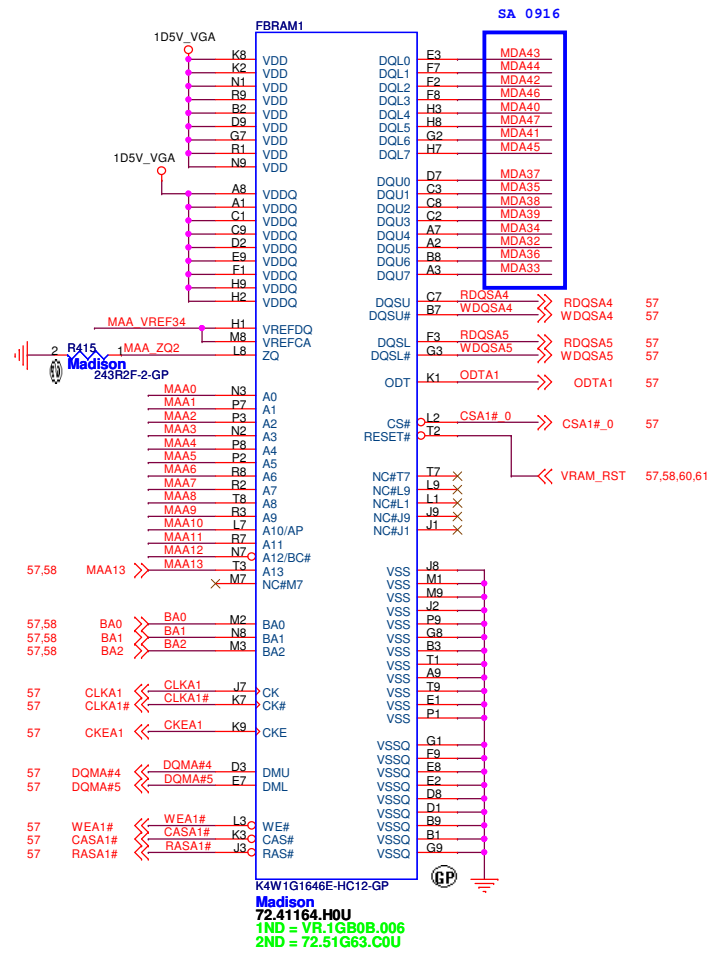 SA 0916
FBRAM1
1D5V_VGA
K8 VDD DQL0 E3 MDA43
K2 VDD DQL1 F7 MDA44
N1 VDD DQL2 F2 MDA42
R9 VDD DQL3 F8 MDA46
B2 VDD DQL4 H3 MDA40
D9 VDD DQL5 H8 MDA47
G7 VDD DQL6 G2 MDA41
R1 VDD DQL7 H7 MDA45
N9 VDD
1D5V_VGA
DQU0 D7 MDA37
A8 VDDQ DQU1 C3 MDA35
A1 VDDQ DQU2 C8 MDA38
C1 VDDQ DQU3 C2 MDA39
C9 VDDQ DQU4 A7 MDA34
D2 VDDQ DQU5 A2 MDA32
E9 VDDQ DQU6 B8 MDA36
F1 VDDQ DQU7 A3 MDA33
H9 VDDQ
H2 VDDQ DQSU C7 RDQSA4 RDQSA4 57
DQSU# B7 WDQSA4 WDQSA4 57
MAA_VREF34 H1 VREFDQ
M8 VREFCA DQSL F3 RDQSA5 RDQSA5 57
2 R415 1 MAA_ZQ2 L8 ZQ DQSL# G3 WDQSA5 WDQSA5 57
Madison
243R2F-2-GP
ODT K1 ODTA1 ODTA1 57
MAA0 N3 A0
MAA1 P7 A1
MAA2 P3 A2 CS# L2 CSA1#_0 CSA1#_0 57
MAA3 N2 A3 RESET# T2
MAA4 P8 A4
MAA5 P2 A5
MAA6 R8 A6 NC#T7 T7 VRAM_RST 57,58,60,61
MAA7 R2 A7 NC#L9 L9
MAA8 T8 A8 NC#L1 L1
MAA9 R3 A9 NC#J9 J9
MAA10 L7 A10/AP NC#J1 J1
MAA11 R7 A11
MAA12 N7 A12/BC#
57,58 MAA13 MAA13 T3 A13 VSS J8
M7 NC#M7 VSS M1
VSS M9
VSS J2
57,58 BA0 BA0 M2 BA0 VSS P9
57,58 BA1 BA1 N8 BA1 VSS G8
57,58 BA2 BA2 M3 BA2 VSS B3
VSS T1
VSS A9
57 CLKA1 CLKA1 J7 CK VSS T9
57 CLKA1# CLKA1# K7 CK# VSS E1
VSS P1
57 CKEA1 CKEA1 K9 CKE
VSSQ G1
VSSQ F9
57 DQMA#4 DQMA#4 D3 DMU VSSQ E8
57 DQMA#5 DQMA#5 E7 DML VSSQ E2
VSSQ D8
VSSQ D1
57 WEA1# WEA1# L3 WE# VSSQ B9
57 CASA1# CASA1# K3 CAS# VSSQ B1
57 RASA1# RASA1# J3 RAS# VSSQ G9
GP
K4W1G1646E-HC12-GP
Madison
72.41164.H0U
1ND = VR.1GB0B.006
2ND = 72.51G63.C0U